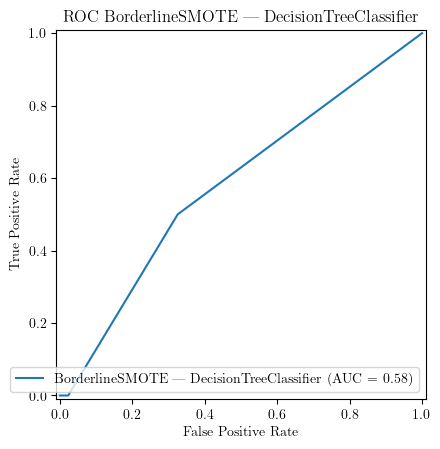 ROC BorderlineSMOTE — DecisionTreeClassifier
1.0
0.8
0.6
0.4
0.2
0.0
True Positive Rate
BorderlineSMOTE — DecisionTreeClassifier (AUC = 0.58)
0.0 0.2 0.4 0.6 0.8 1.0
False Positive Rate